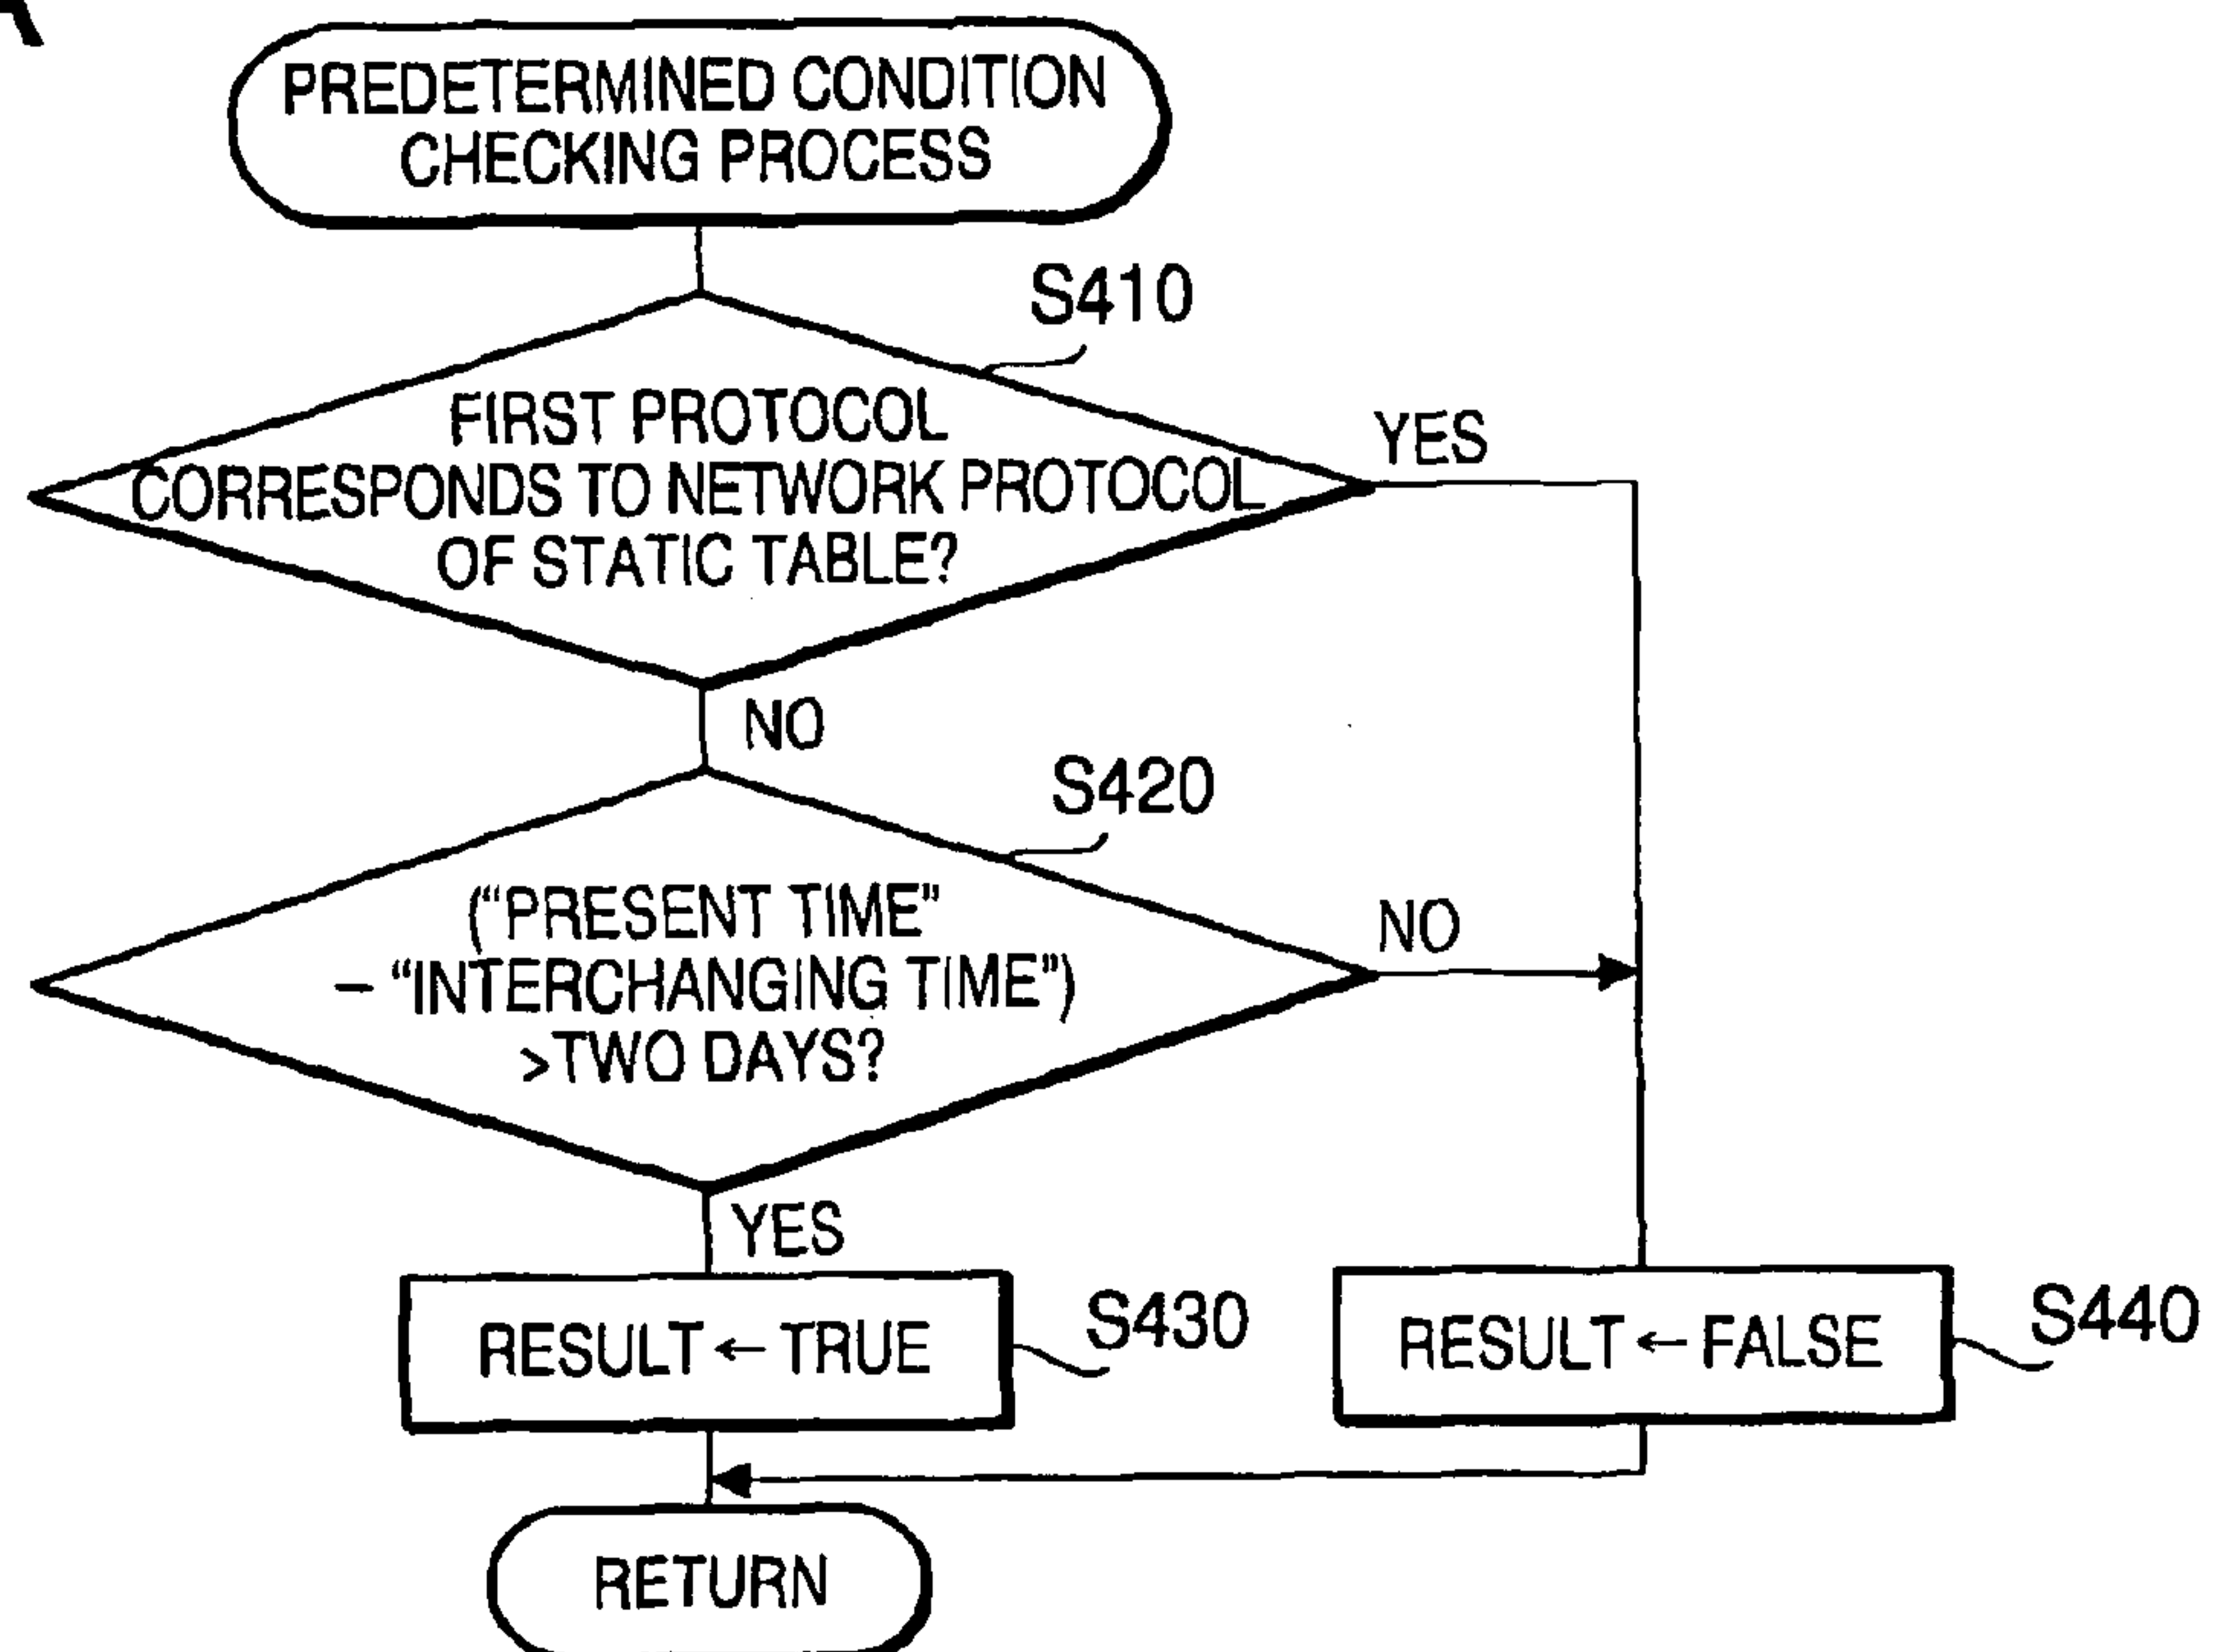 PREDETERMINED CONDITION
CHECKING PROCESS
S410
FIRST PROTOCOL
CORRESPONDS TO NETWORK PROTOCOL
OF STATIC TABLE?
YES
NO
S420
(“PRESENT TIME”
– “INTERCHANGING TIME”)
>TWO DAYS?
NO
YES
RESULT ← TRUE
S430
RESULT ← FALSE
S440
RETURN